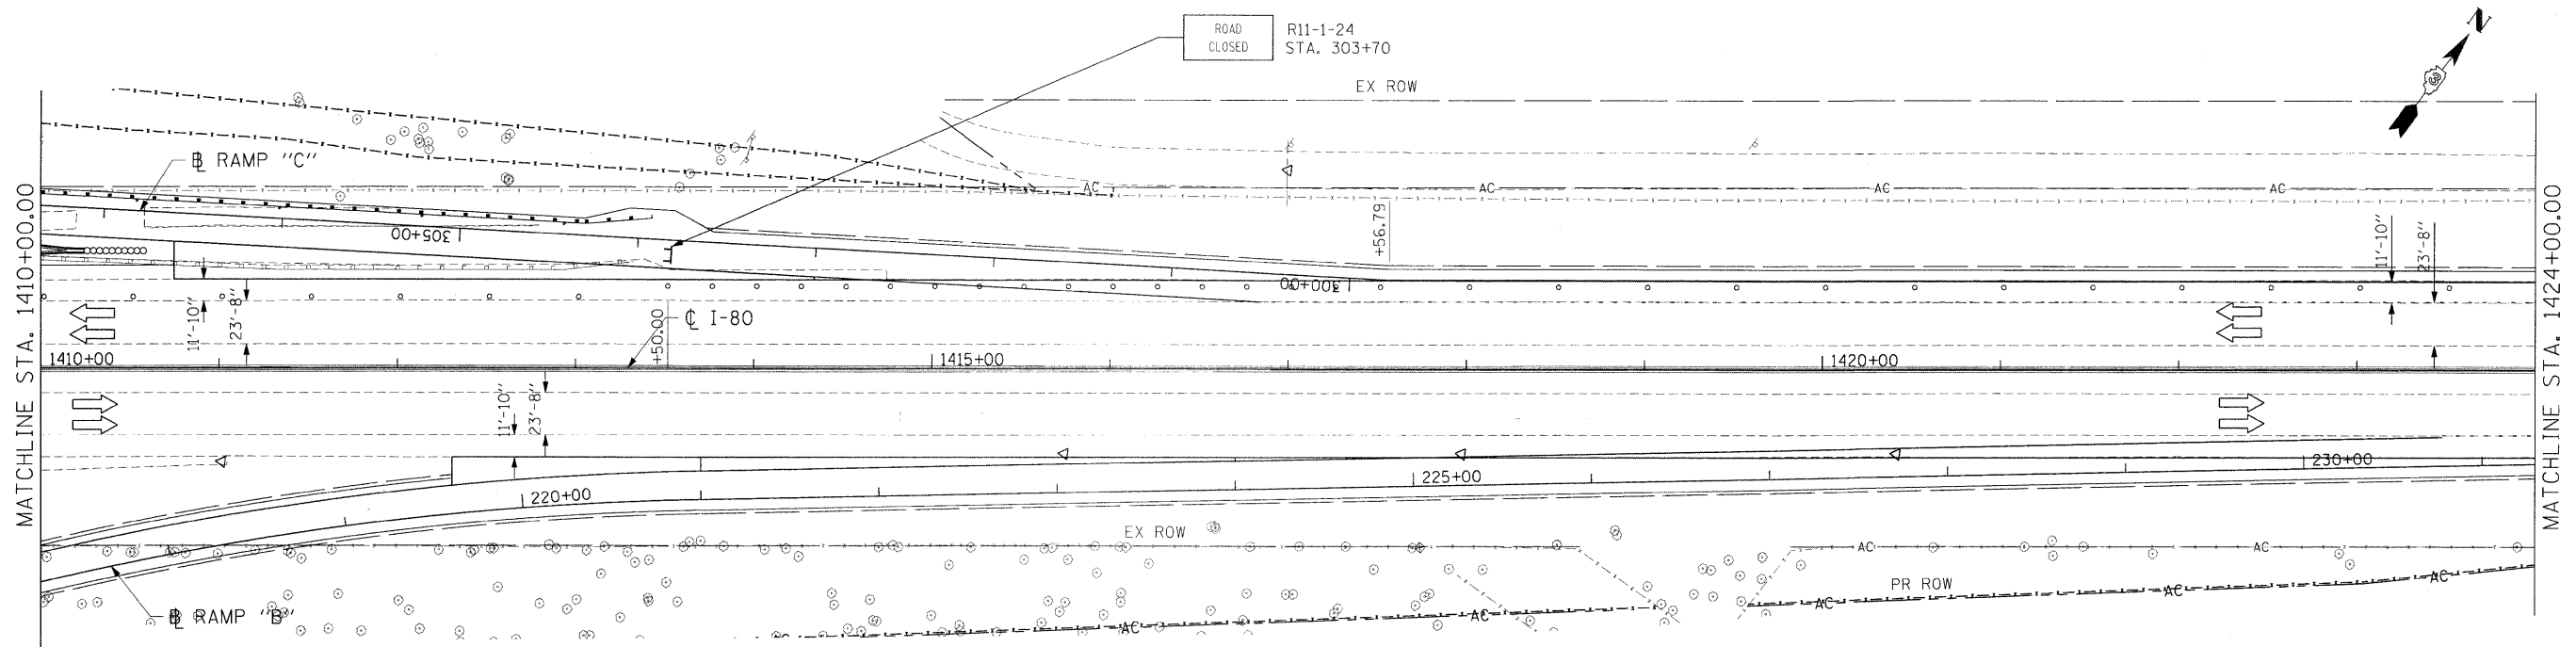 ROAD
CLOSED
R11-1-24
STA. 303+70
N
3
EX ROW
℄ RAMP "C"
AC
AC
AC
AC
MATCHLINE STA. 1410+00.00
MATCHLINE STA. 1424+00.00
305+00
+56.79
11'-10"
23'-8"
300+00
11'-10"
23'-8"
+50.00
℄ I-80
1410+00
1415+00
1420+00
11'-10"
23'-8"
220+00
225+00
230+00
EX ROW
AC
AC
PR ROW
AC
AC
AC
AC
AC
AC
℄ RAMP "B"